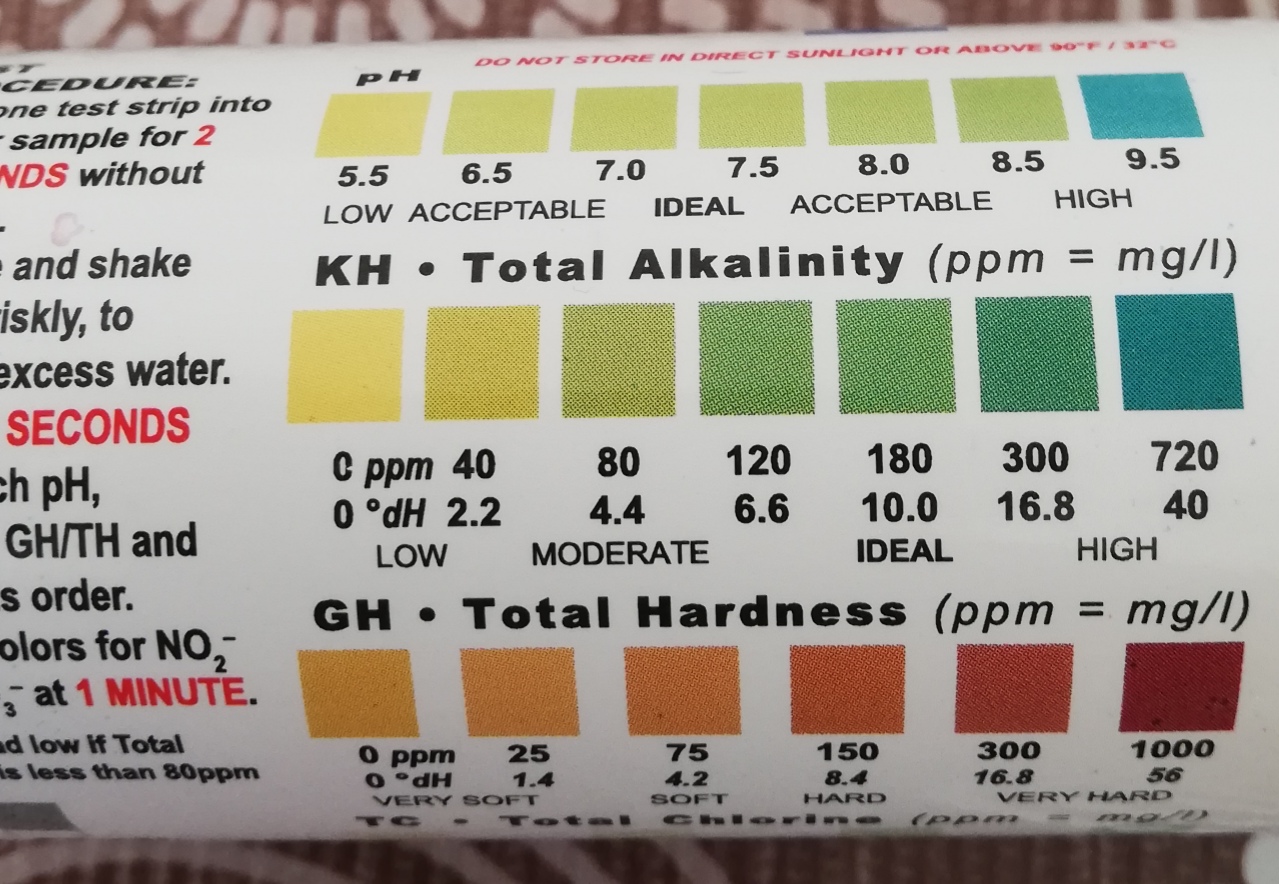 ST
OCEDURE:
one test strip into
sample for 2
NDS without
and shake
iskly, to
excess water.
SECONDS
ch pH,
GH/TH and
s order.
olors for NO₂⁻
₃⁻ at 1 MINUTE.
ad low if Total
is less than 80ppm
DO NOT STORE IN DIRECT SUNLIGHT OR ABOVE 90°F / 32°C
pH
5.5 6.5 7.0 7.5 8.0 8.5 9.5
LOW ACCEPTABLE IDEAL ACCEPTABLE HIGH
KH • Total Alkalinity (ppm = mg/l)
0 ppm 40 80 120 180 300 720
0 °dH 2.2 4.4 6.6 10.0 16.8 40
LOW MODERATE IDEAL HIGH
GH • Total Hardness (ppm = mg/l)
0 ppm 25 75 150 300 1000
0 °dH 1.4 4.2 8.4 16.8 56
VERY SOFT SOFT HARD VERY HARD
TC • Total Chlorine (ppm = mg/l)